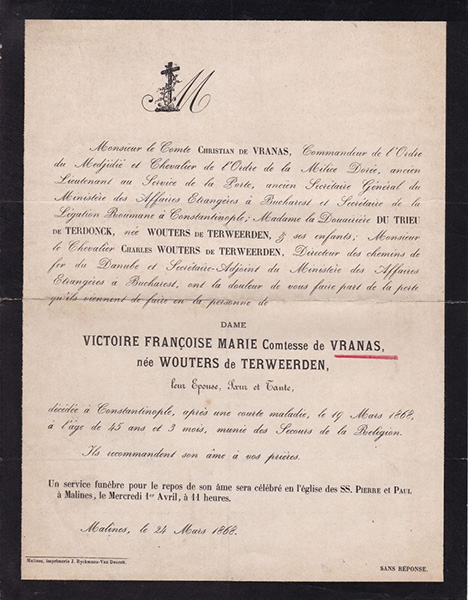 M
Monsieur le Comte CHRISTIAN DE VRANAS, Commandeur de l'Ordre
du Medjidié et Chevalier de l'Ordre de la Milice Dorée, ancien
Lieutenant au Service de la Porte, ancien Secrétaire Général du
Ministère des Affaires Etrangères à Bucharest et Secrétaire de la
Légation Roumaine à Constantinople; Madame la Douairière DU TRIEU
DE TERDONCK, née WOUTERS DE TERWEERDEN, & ses enfants; Monsieur
le Chevalier CHARLES WOUTERS DE TERWEERDEN, Directeur des chemins de
fer du Danube et Secrétaire-Adjoint du Ministère des Affaires
Etrangères à Bucharest, ont la douleur de vous faire part de la perte
qu'ils viennent de faire en la personne de
DAME
VICTOIRE FRANÇOISE MARIE Comtesse de VRANAS,
née WOUTERS de TERWEERDEN,
leur Epouse, Sœur et Tante,
décédée à Constantinople, après une courte maladie, le 19 Mars 1868,
à l'âge de 45 ans et 3 mois, munie des Secours de la Religion.
Ils recommandent son âme à vos prières.
Un service funèbre pour le repos de son âme sera célébré en l'église des SS. PIERRE et PAUL
à Malines, le Mercredi 1er Avril, à 11 heures.
Malines, le 24 Mars 1868.
Malines, imprimerie J. Ryckmans-Van Deuren.
SANS RÉPONSE.